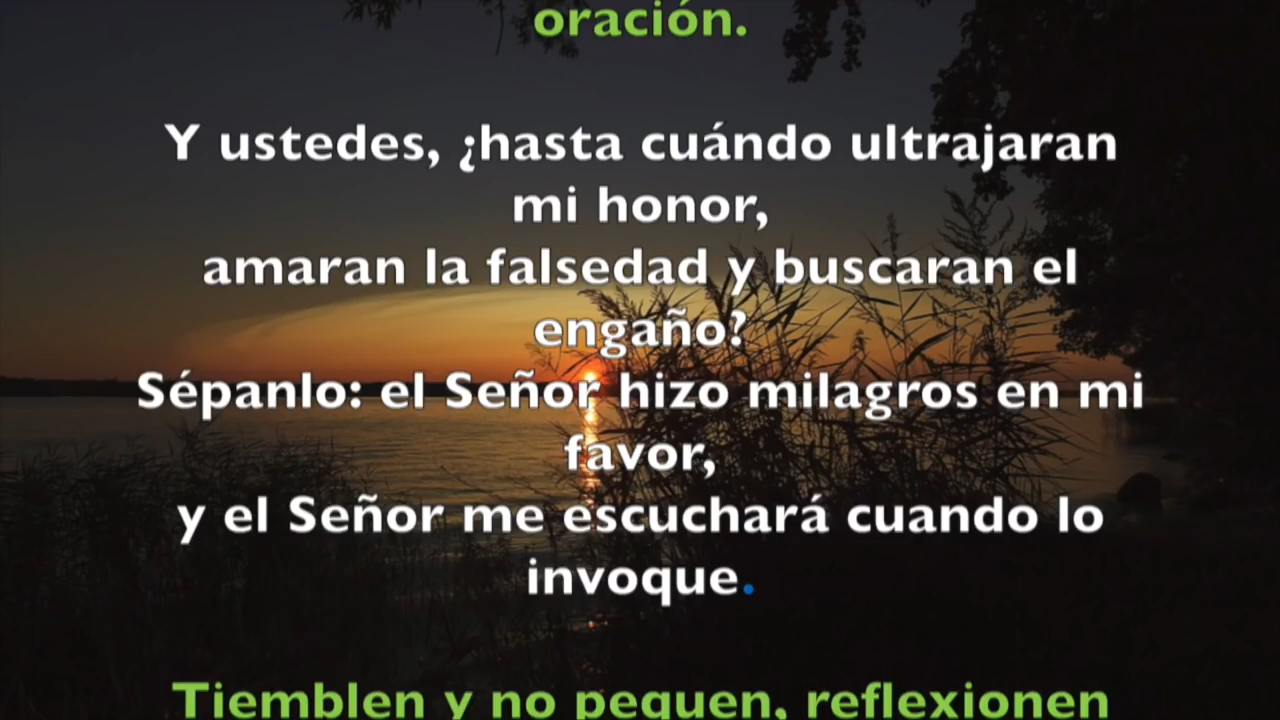 oración.
Y ustedes, ¿hasta cuándo ultrajaran
mi honor,
amaran la falsedad y buscaran el
engaño?
Sépanlo: el Señor hizo milagros en mi
favor,
y el Señor me escuchará cuando lo
invoque.
Tiemblen y no pequen, reflexionen